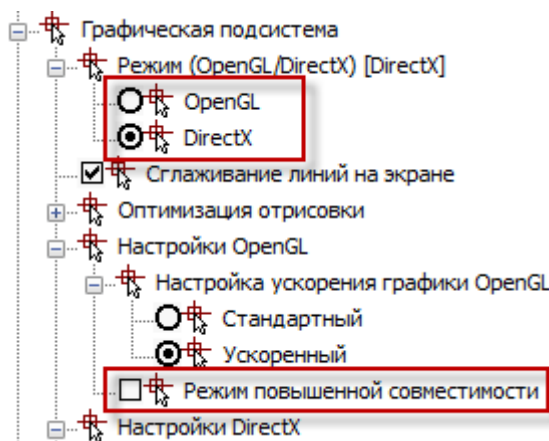 Графическая подсистема
Режим (OpenGL/DirectX) [DirectX]
OpenGL
DirectX
Сглаживание линий на экране
Оптимизация отрисовки
Настройки OpenGL
Настройка ускорения графики OpenGL
Стандартный
Ускоренный
Режим повышенной совместимости
Настройки DirectX